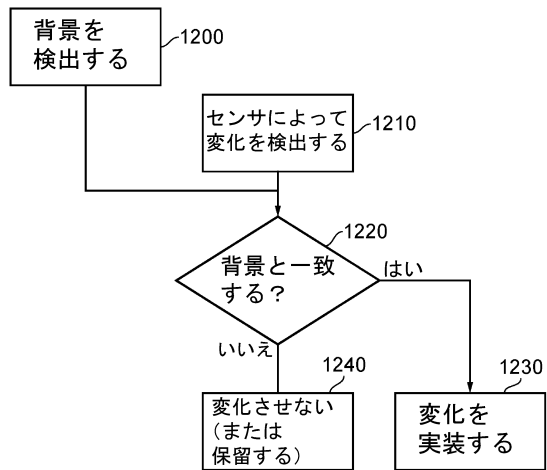 背景を
検出する
1200
センサによって
変化を検出する
1210
1220
背景と一致
する？
はい
いいえ
1240
変化させない
（または
保留する）
1230
変化を
実装する